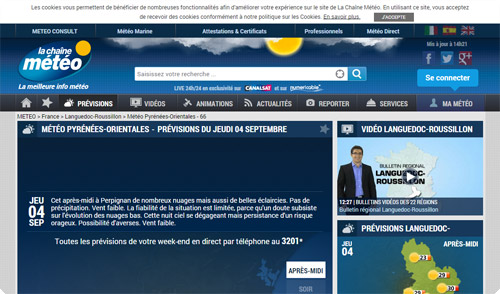 Les cookies vous permettent de bénéficier de nombreuses fonctionnalités afin d'améliorer votre expérience sur le site de La Chaîne Météo. En utilisant ce site, vous acceptez
de recevoir des cookies conformément à notre politique sur les Cookies. En savoir plus. J'ACCEPTE
METEO CONSULT Météo Marine Attestations & Certificats Professionnels Météo Direct
la chaîne météo
La meilleure info météo
Saisissez votre recherche ...
LIVE 24h/24 en exclusivité sur CANALSAT et sur numericable
Mis à jour à 14h21
Se connecter
PRÉVISIONS VIDÉOS ANIMATIONS ACTUALITÉS REPORTER SERVICES MA MÉTÉO
METEO > France > Languedoc-Roussillon > Météo Pyrénées-Orientales - 66
MÉTÉO PYRÉNÉES-ORIENTALES - PRÉVISIONS DU JEUDI 04 SEPTEMBRE
JEU
04
SEP
Cet après-midi à Perpignan de nombreux nuages mais aussi de belles éclaircies. Pas de
précipitation. Vent faible. La fiabilité de la situation est limitée, parce qu'un doute subsiste
sur l'évolution des nuages bas. Cette nuit ciel se dégageant mais persistance d'un risque
orageux. Possibilité d'averses. Vent faible.
Toutes les prévisions de votre week-end en direct par téléphone au 3201*
APRÈS-MIDI
SOIR
VIDÉO LANGUEDOC-ROUSSILLON
BULLETIN RÉGIONAL
LANGUEDOC-
ROUSSILLON
12:27 | BULLETINS VIDÉOS DES 22 RÉGIONS
Bulletin régional Languedoc-Roussillon
PRÉVISIONS LANGUEDOC-
JEU
04
APRÈS-MIDI
23
29
30